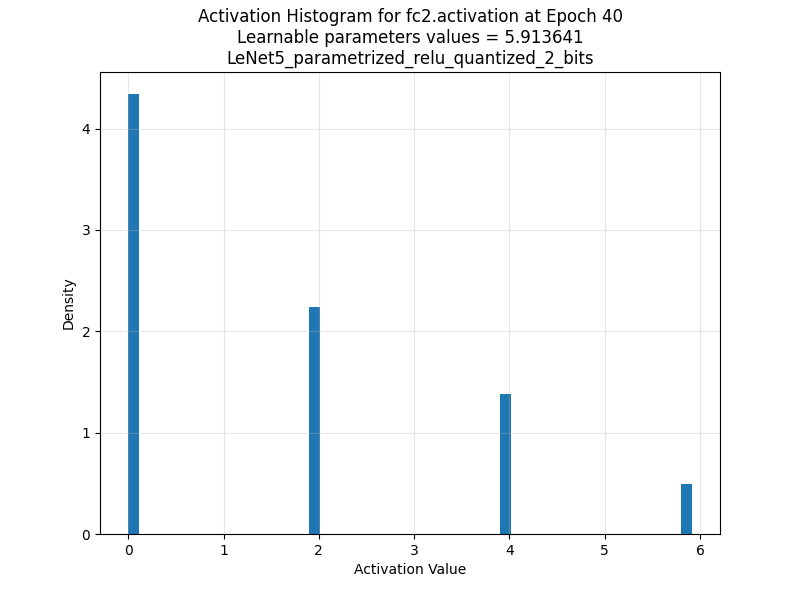 Activation Histogram for fc2.activation at Epoch 40
Learnable parameters values = 5.913641
LeNet5_parametrized_relu_quantized_2_bits
4
3
2
1
0
Density
0 1 2 3 4 5 6
Activation Value